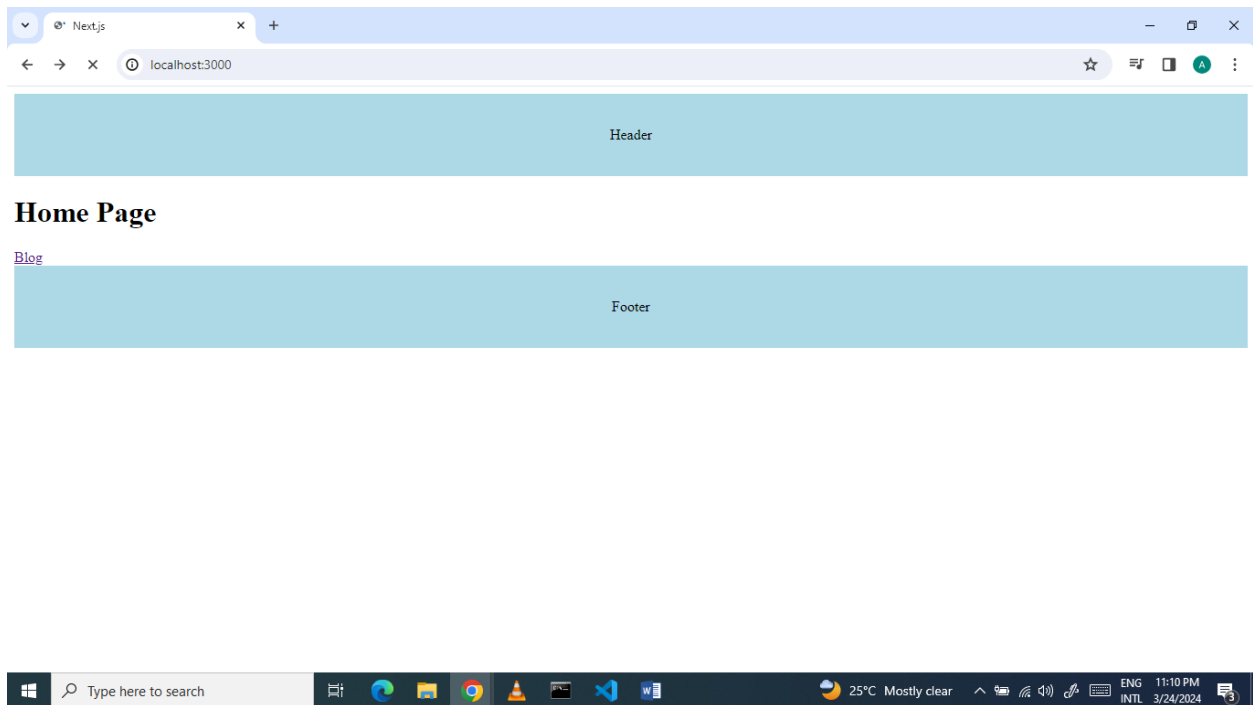 Next.js
localhost:3000
A
Header
Home Page
Blog
Footer
Type here to search
25°C Mostly clear
ENG 11:10 PM
INTL 3/24/2024
3